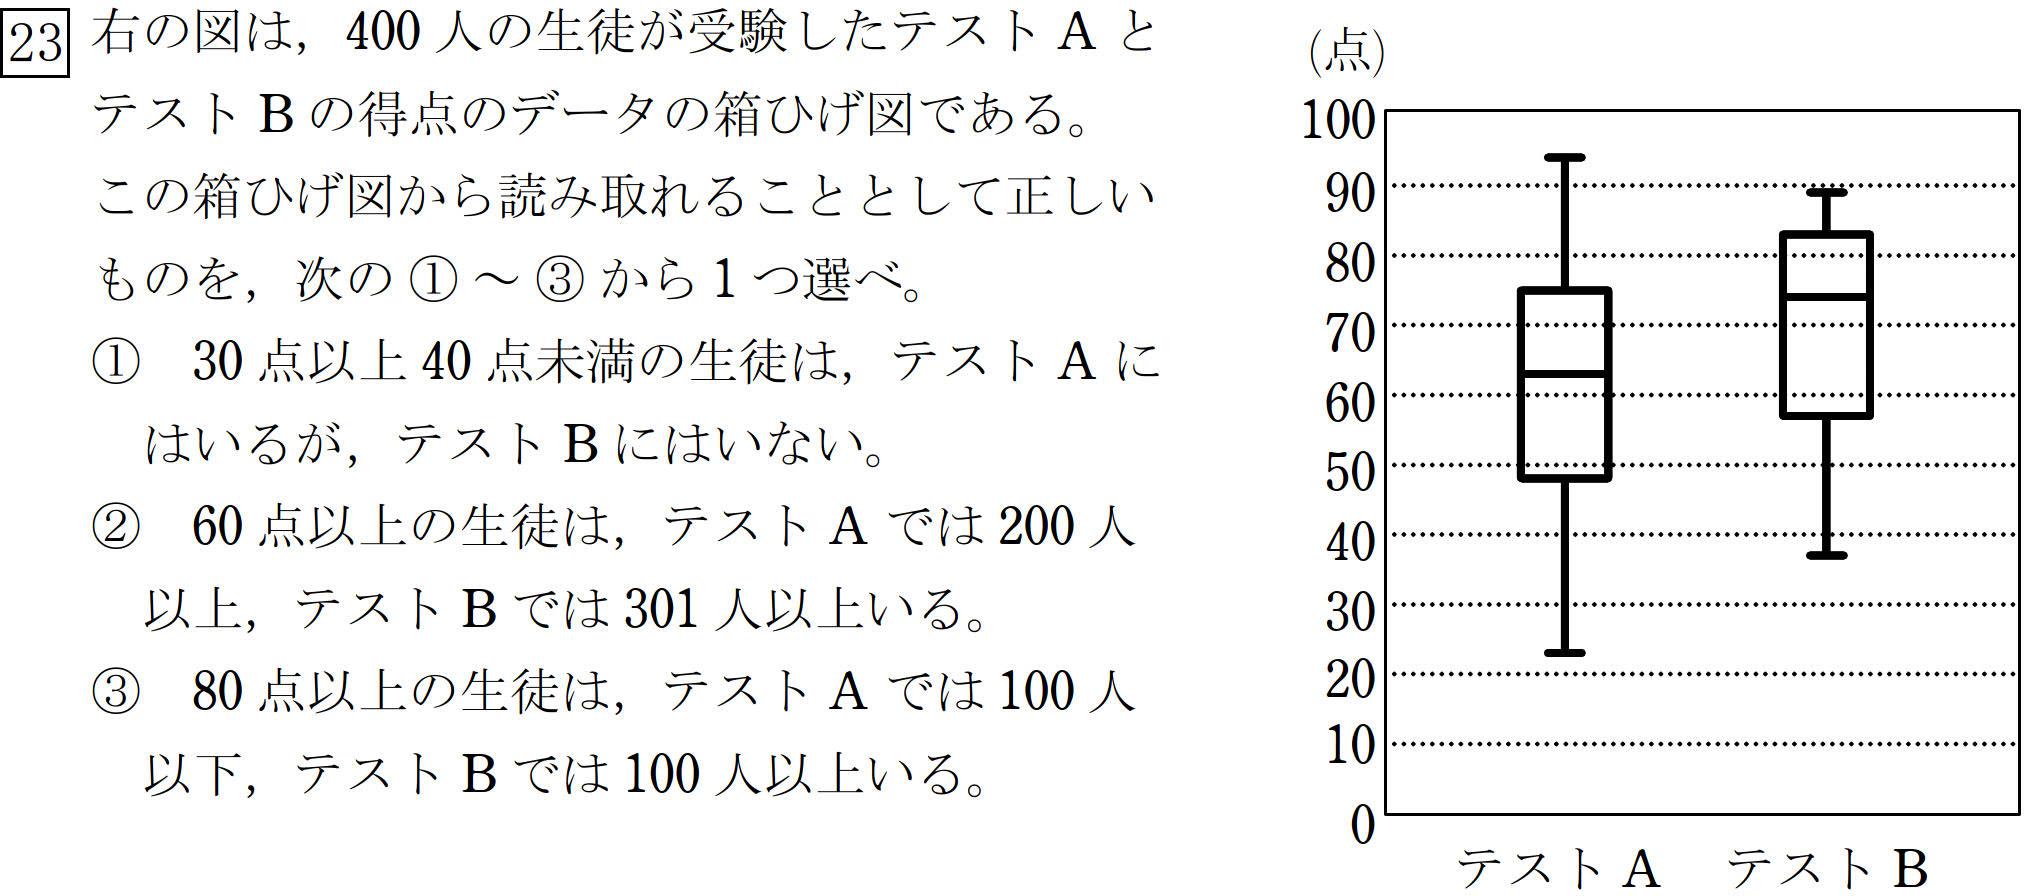 23 右の図は，400 人の生徒が受験したテスト A と
テスト B の得点のデータの箱ひげ図である。
この箱ひげ図から読み取れることとして正しい
ものを，次の ① ～ ③ から 1 つ選べ。
① 30 点以上 40 点未満の生徒は，テスト A に
はいるが，テスト B にはいない。
② 60 点以上の生徒は，テスト A では 200 人
以上，テスト B では 301 人以上いる。
③ 80 点以上の生徒は，テスト A では 100 人
以下，テスト B では 100 人以上いる。
(点)
100
90
80
70
60
50
40
30
20
10
0
テスト A テスト B